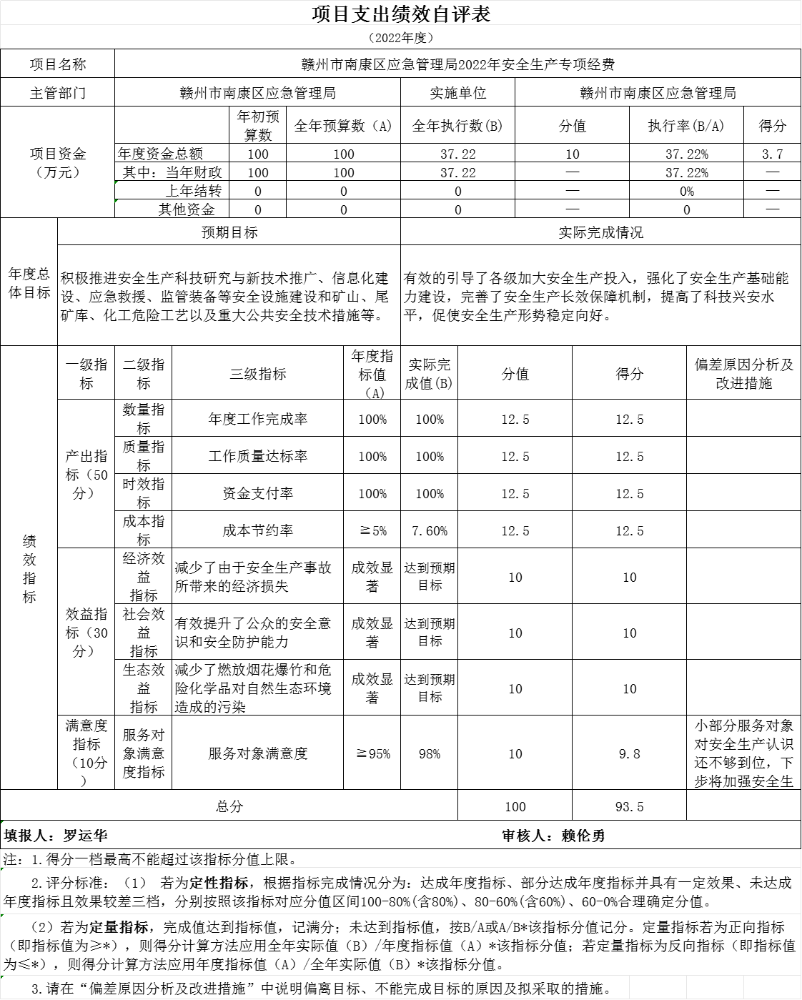 项目支出绩效自评表
（2022年度）
项目名称 赣州市南康区应急管理局2022年安全生产专项经费
主管部门 赣州市南康区应急管理局 实施单位 赣州市南康区应急管理局
项目资金
（万元）
年初预
算数
全年预算数（A) 全年执行数(B) 分值 执行率(B/A) 得分
年度资金总额 100 100 37.22 10 37.22% 3.7
其中：当年财政 100 100 37.22 — 37.22% —
上年结转 0 0 0 — 0% —
其他资金 0 0 0 — 0 —
年度总
体目标
预期目标 实际完成情况
积极推进安全生产科技研究与新技术推广、信息化建
设、应急救援、监管装备等安全设施建设和矿山、尾
矿库、化工危险工艺以及重大公共安全技术措施等。
有效的引导了各级加大安全生产投入，强化了安全生产基础能
力建设，完善了安全生产长效保障机制，提高了科技兴安水
平，促使安全生产形势稳定向好。
绩
效
指
标
一级指
标
二级指
标
三级指标
年度指
标值
（A)
实际完
成值(B)
分值
得分
偏差原因分析及
改进措施
产出指
标（50
分）
数量指
标
年度工作完成率 100% 100% 12.5 12.5
质量指
标
工作质量达标率 100% 100% 12.5 12.5
时效指
标
资金支付率 100% 100% 12.5 12.5
成本指
标
成本节约率 ≧5% 7.60% 12.5 12.5
效益指
标（30
分）
经济效
益
指标
减少了由于安全生产事故
所带来的经济损失
成效显
著
达到预期
目标
10 10
社会效
益
指标
有效提升了公众的安全意
识和安全防护能力
成效显
著
达到预期
目标
10 10
生态效
益
指标
减少了燃放烟花爆竹和危
险化学品对自然生态环境
造成的污染
成效显
著
达到预期
目标
10 10
满意度
指标
（10分
）
服务对
象满意
度指标
服务对象满意度 ≧95% 98% 10 9.8
小部分服务对象
对安全生产认识
还不够到位，下
步将加强安全生
总分 100 93.5
填报人：罗运华 审核人：赖伦勇
注：1.得分一档最高不能超过该指标分值上限。
2.评分标准：（1） 若为定性指标，根据指标完成情况分为：达成年度指标、部分达成年度指标并具有一定效果、未达成
年度指标且效果较差三档，分别按照该指标对应分值区间100-80%(含80%)、80-60%(含60%)、60-0%合理确定分值。
（2）若为定量指标，完成值达到指标值，记满分；未达到指标值，按B/A或A/B*该指标分值记分。定量指标若为正向指标
（即指标值为≥*），则得分计算方法应用全年实际值（B）/年度指标值（A）*该指标分值；若定量指标为反向指标（即指标值
为≤*），则得分计算方法应用年度指标值（A）/全年实际值（B）*该指标分值。
3.请在“偏差原因分析及改进措施”中说明偏离目标、不能完成目标的原因及拟采取的措施。